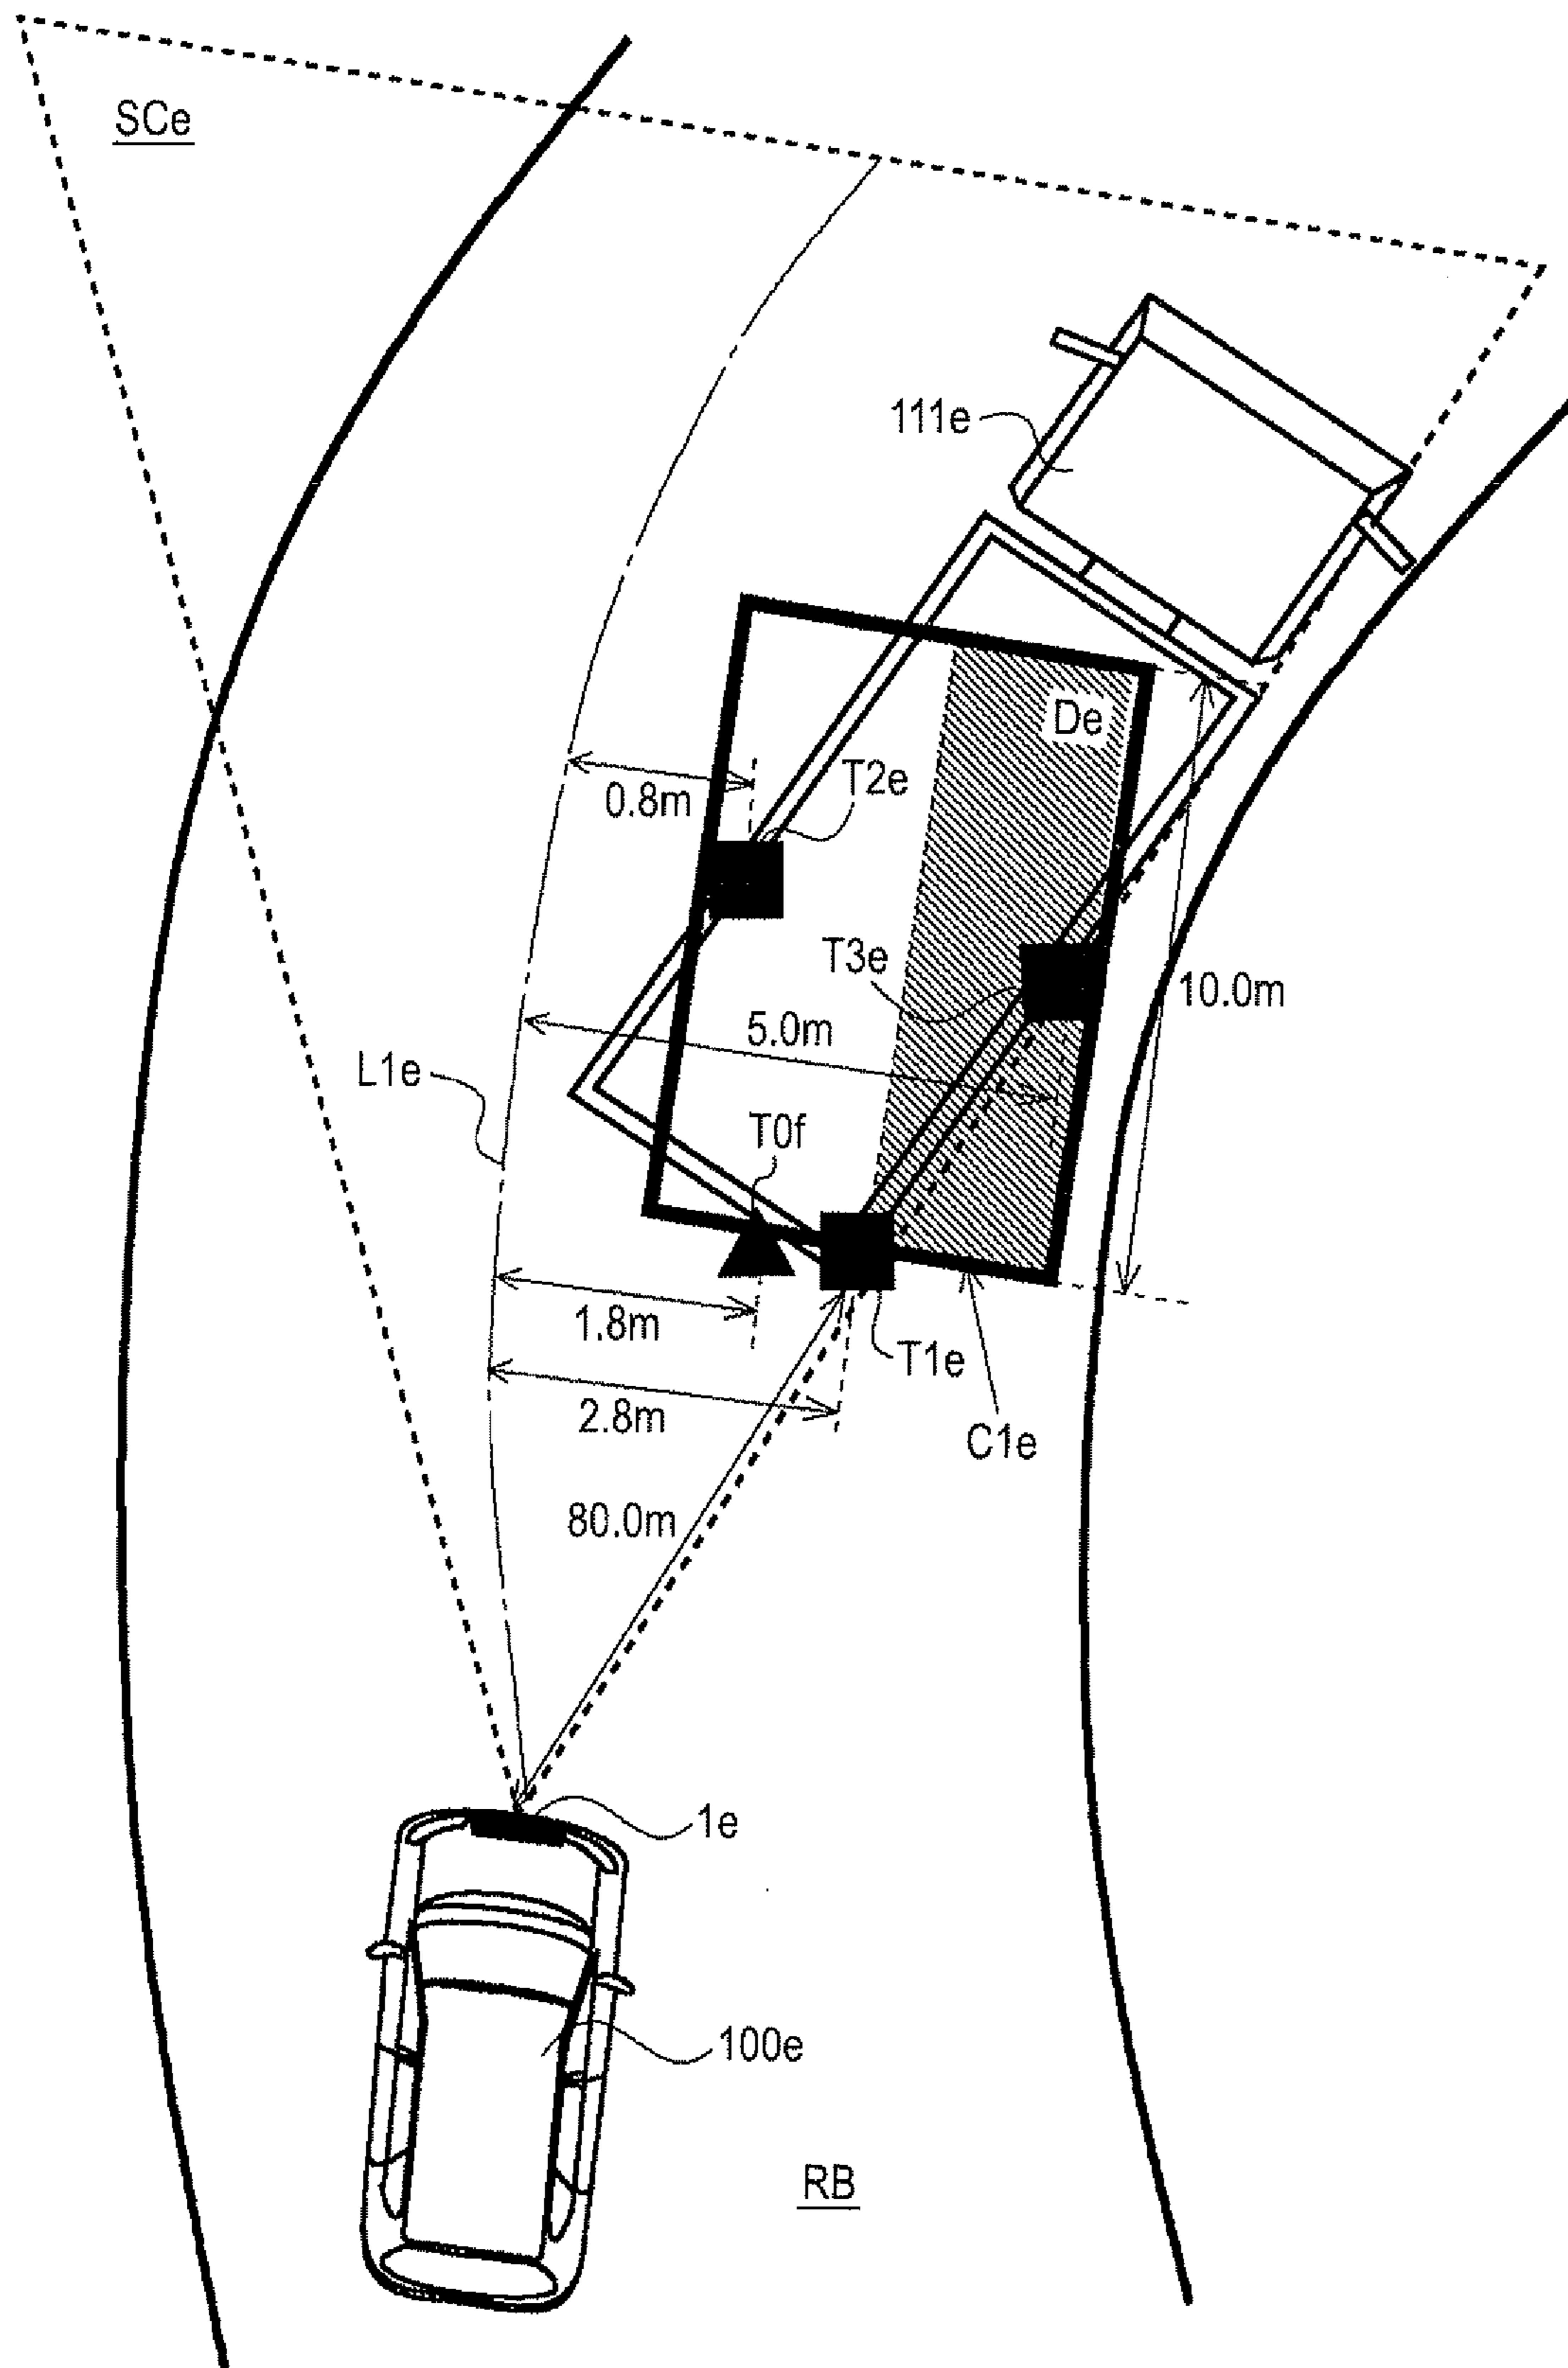 SCe
111e
De
0.8m
T2e
T3e
10.0m
5.0m
L1e
T0f
1.8m
T1e
2.8m
C1e
80.0m
1e
100e
RB